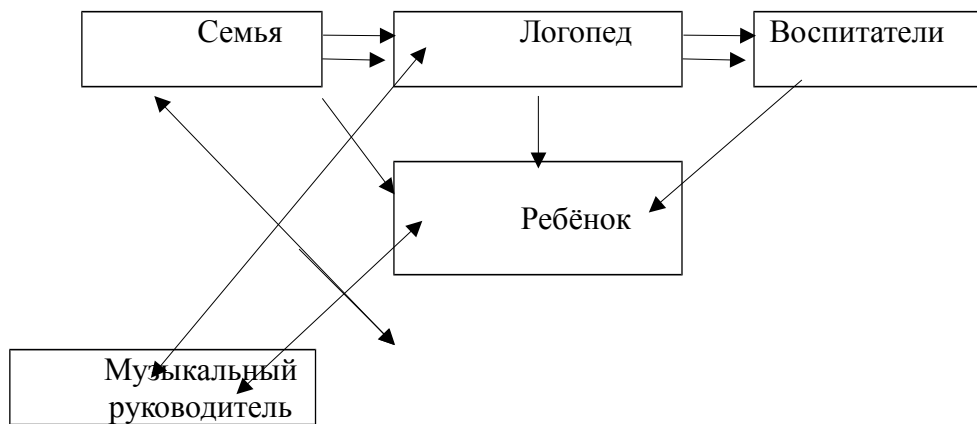 Семья
Логопед
Воспитатели
Ребёнок
Музыкальный
руководитель